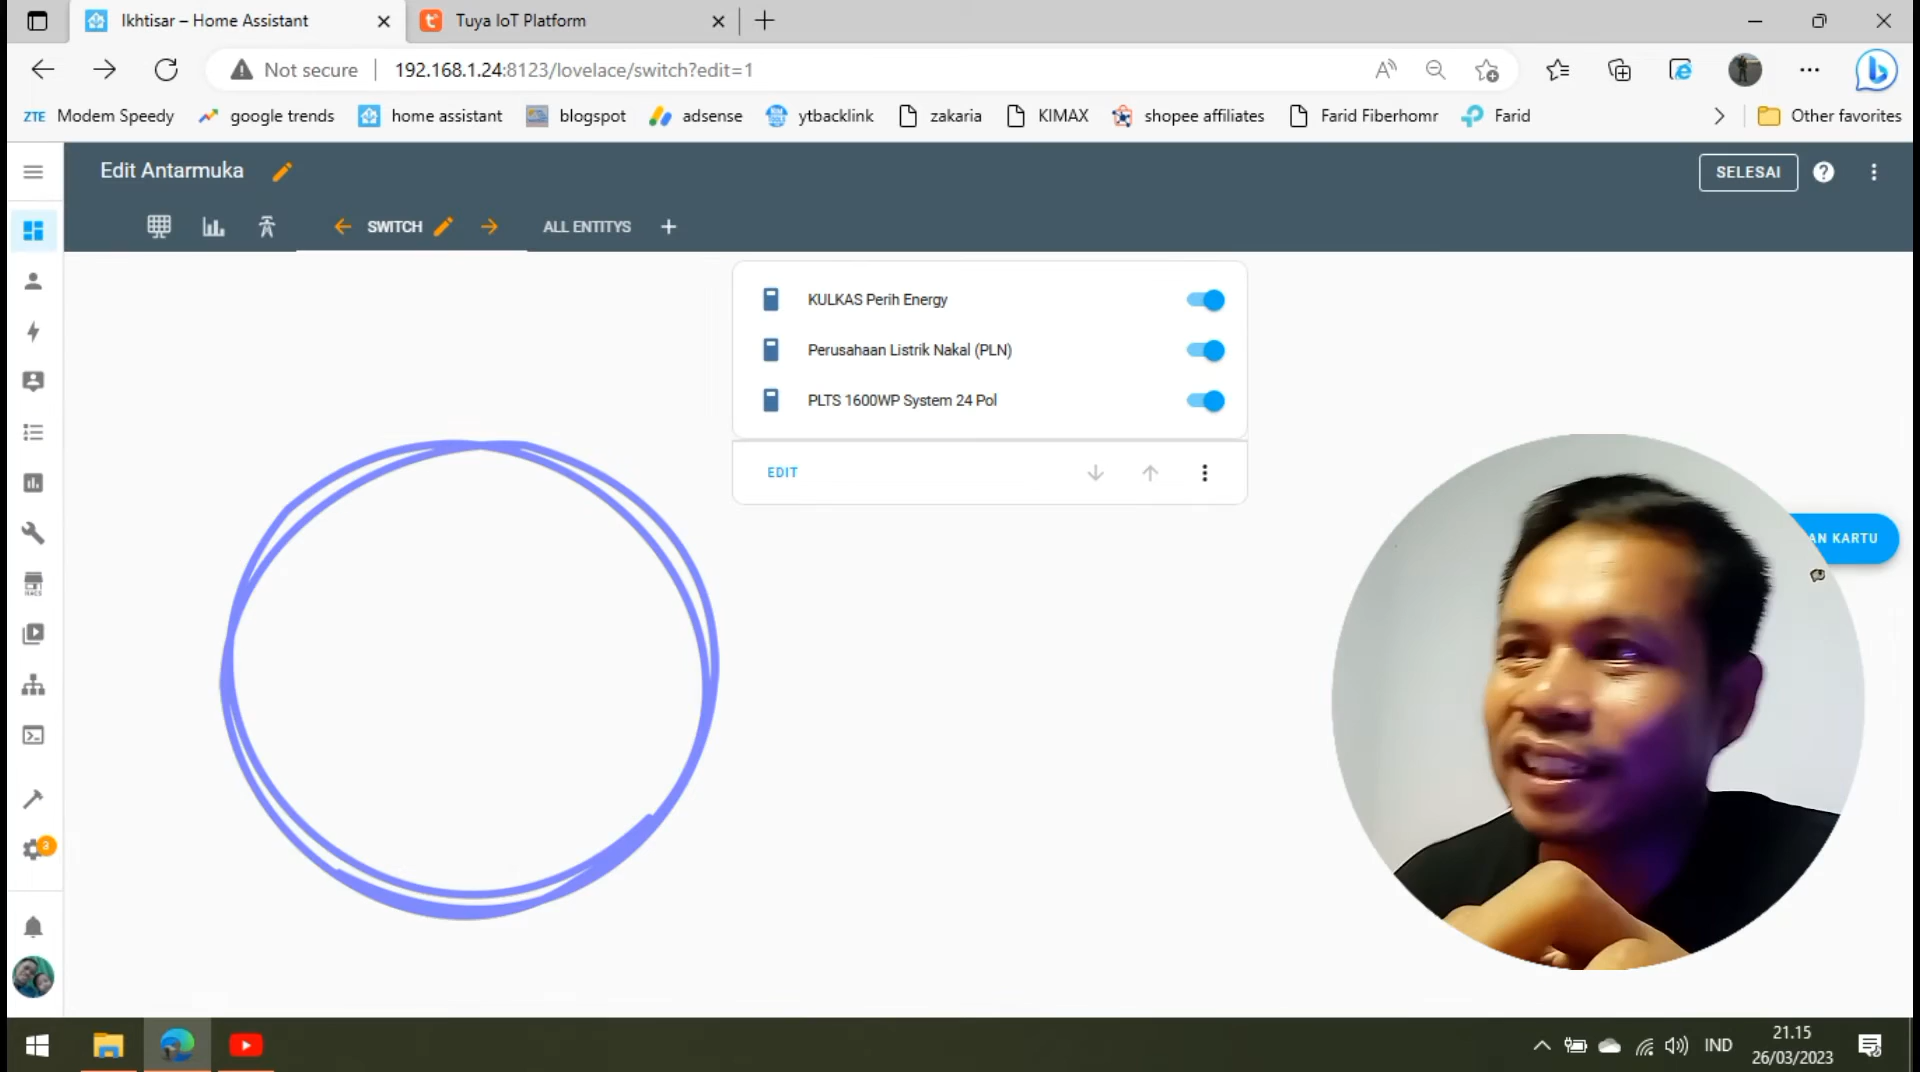 Ikhtisar – Home Assistant
Tuya IoT Platform
Not secure
192.168.1.24:8123/lovelace/switch?edit=1
ZTE Modem Speedy
google trends
home assistant
blogspot
adsense
ytbacklink
zakaria
KIMAX
shopee affiliates
Farid Fiberhomr
Farid
Other favorites
Edit Antarmuka
SELESAI
SWITCH
ALL ENTITYS
KULKAS Perih Energy
Perusahaan Listrik Nakal (PLN)
PLTS 1600WP System 24 Pol
EDIT
AN KARTU
HACS
3
IND
21.15
26/03/2023